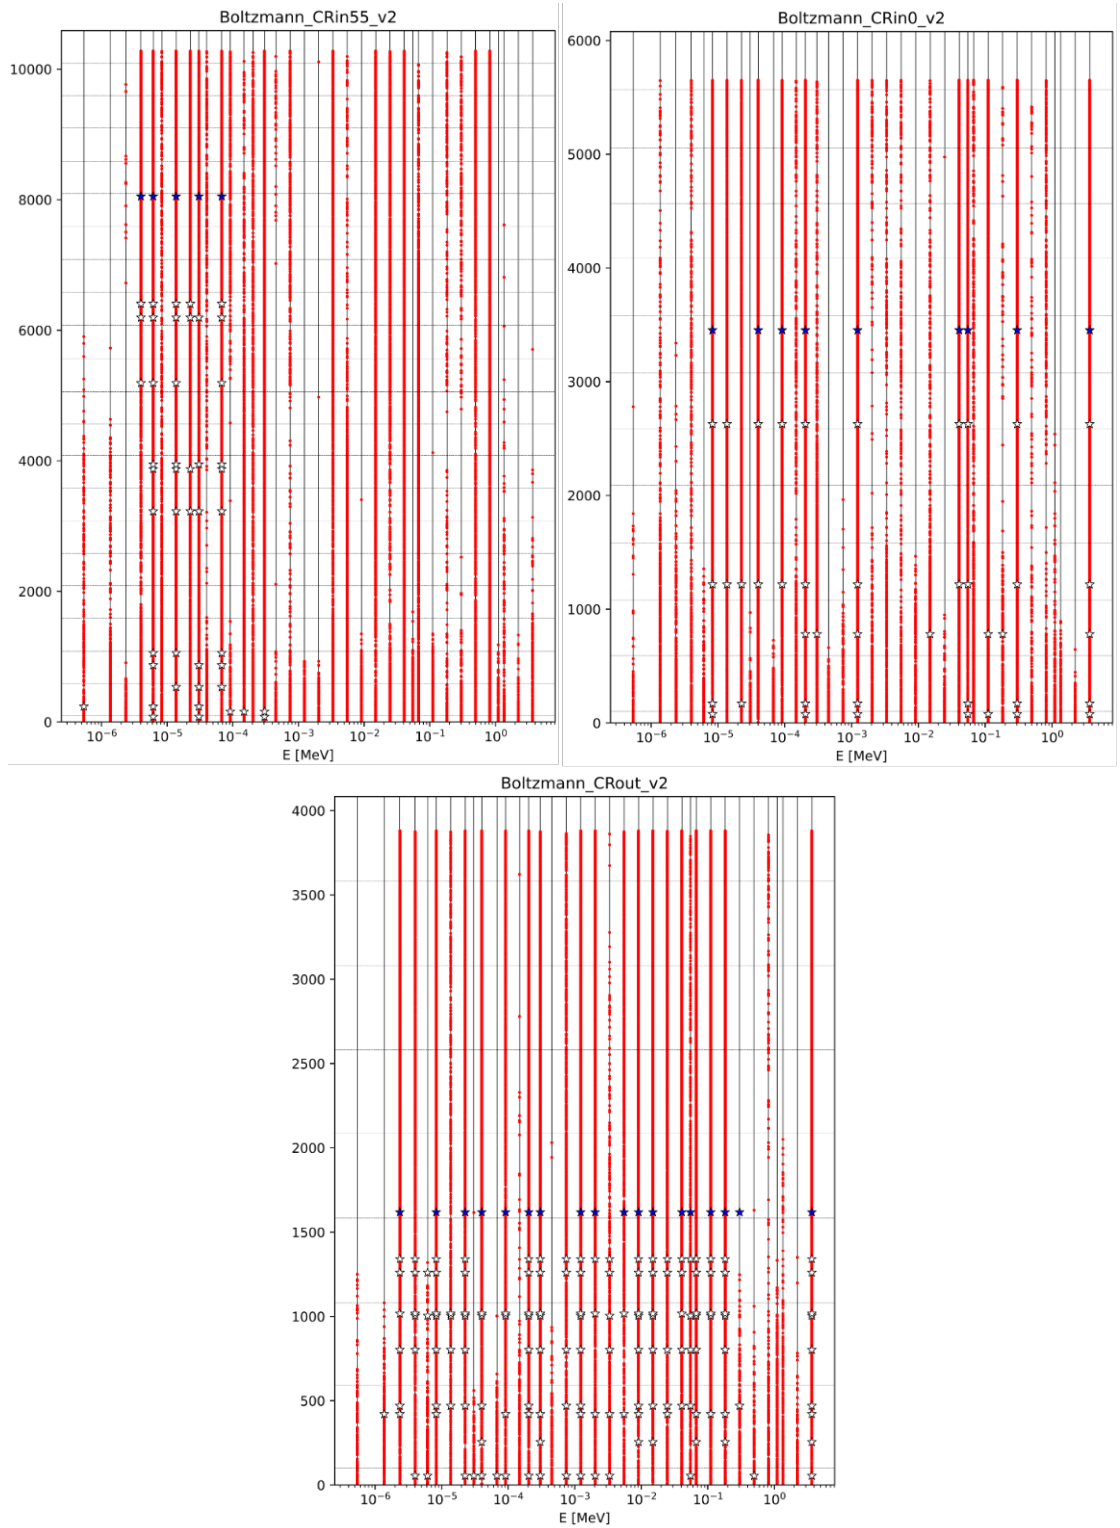 Boltzmann_CRin55_v2
10000
8000
6000
4000
2000
0
10⁻⁶ 10⁻⁵ 10⁻⁴ 10⁻³ 10⁻² 10⁻¹ 10⁰
E [MeV]
Boltzmann_CRin0_v2
6000
5000
4000
3000
2000
1000
0
10⁻⁶ 10⁻⁵ 10⁻⁴ 10⁻³ 10⁻² 10⁻¹ 10⁰
E [MeV]
Boltzmann_CRout_v2
4000
3500
3000
2500
2000
1500
1000
500
0
10⁻⁶ 10⁻⁵ 10⁻⁴ 10⁻³ 10⁻² 10⁻¹ 10⁰
E [MeV]